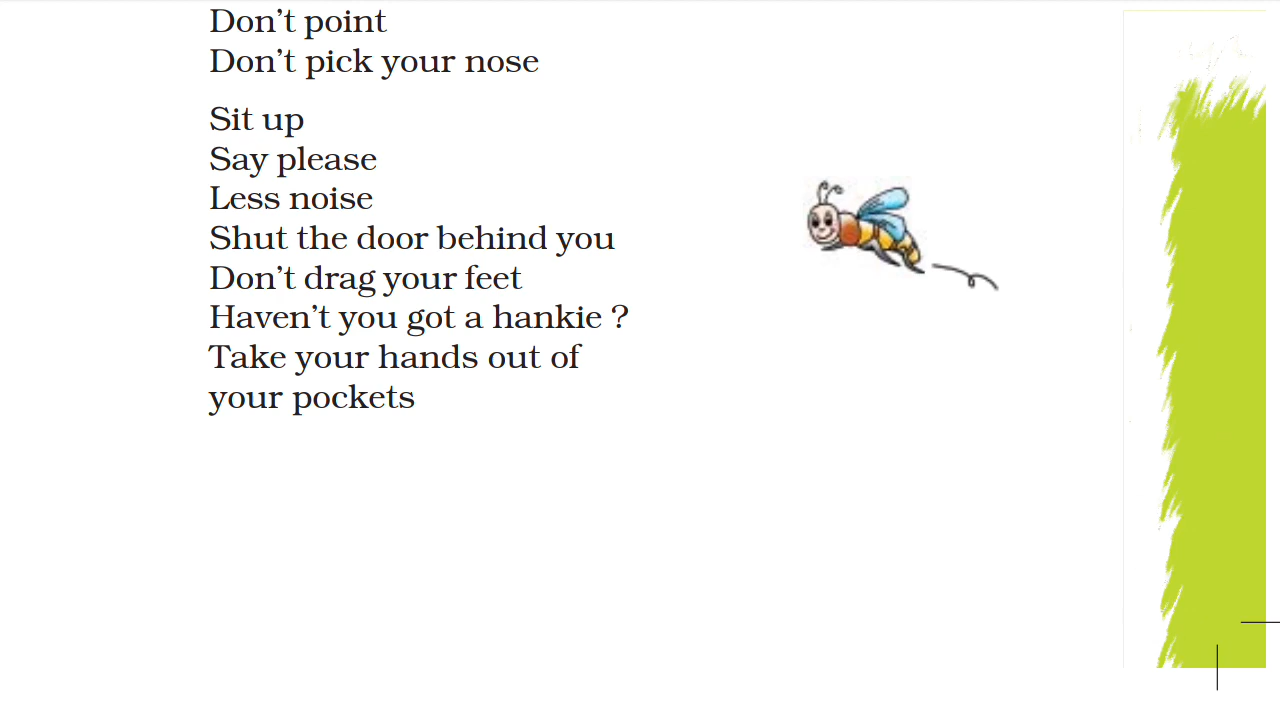 Don’t point
Don’t pick your nose
Sit up
Say please
Less noise
Shut the door behind you
Don’t drag your feet
Haven’t you got a hankie ?
Take your hands out of
your pockets